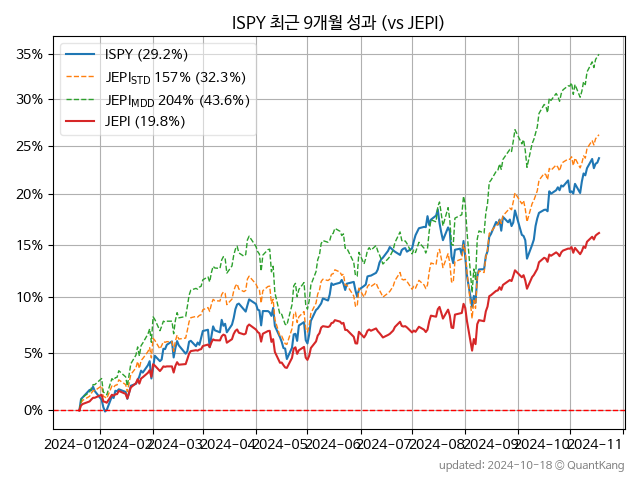 ISPY 최근 9개월 성과 (vs JEPI)
ISPY (29.2%)
JEPI_STD 157% (32.3%)
JEPI_MDD 204% (43.6%)
JEPI (19.8%)
35%
30%
25%
20%
15%
10%
5%
0%
2024-01 2024-02 2024-03 2024-04 2024-05 2024-06 2024-07 2024-08 2024-09 2024-10 2024-11
updated: 2024-10-18 © QuantKang